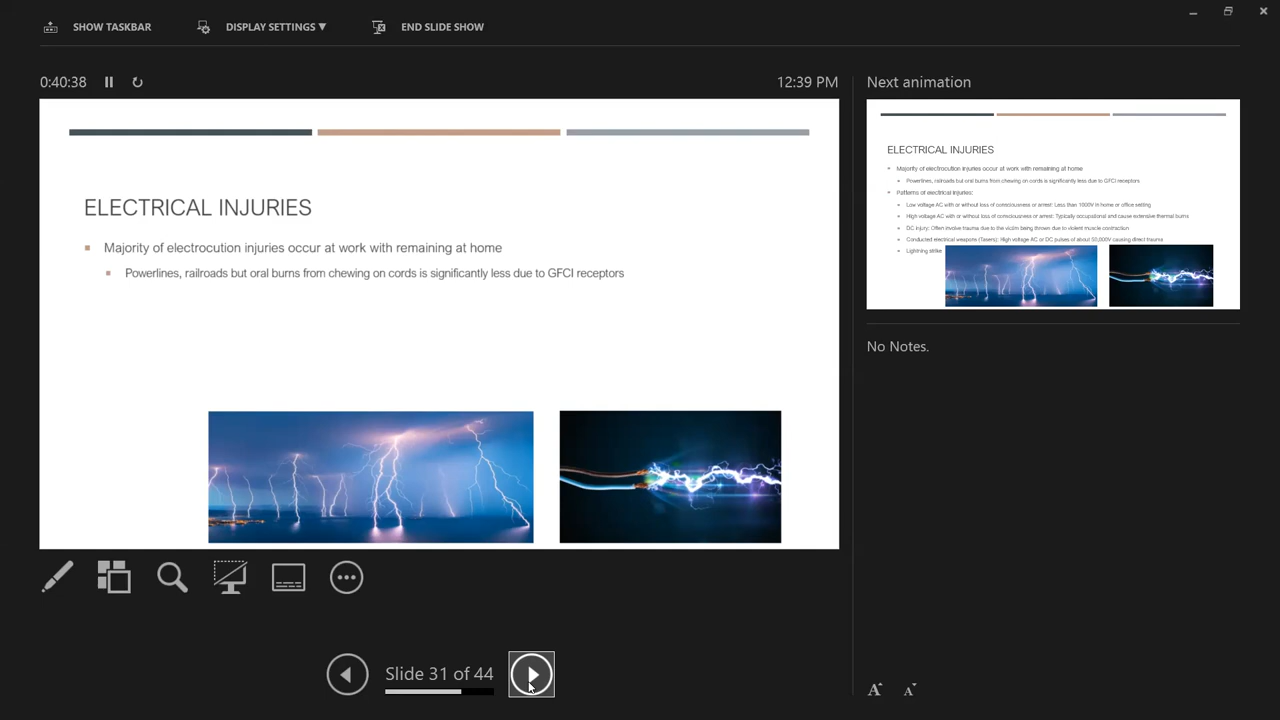 SHOW TASKBAR
DISPLAY SETTINGS ▼
END SLIDE SHOW
0:40:38
12:39 PM
ELECTRICAL INJURIES
Majority of electrocution injuries occur at work with remaining at home
Powerlines, railroads but oral burns from chewing on cords is significantly less due to GFCI receptors
Next animation
ELECTRICAL INJURIES
Majority of electrocution injuries occur at work with remaining at home
Powerlines, railroads but oral burns from chewing on cords is significantly less due to GFCI receptors
Patterns of electrical injuries:
Low voltage AC with or without loss of consciousness or arrest: Less than 1000V in home or office setting
High voltage AC with or without loss of consciousness or arrest: Typically occupational and cause extensive thermal burns
DC injury: Often involve trauma due to the victim being thrown due to violent muscle contraction
Conducted electrical weapons (Tasers): High voltage AC or DC pulses of about 50,000V causing direct trauma
Lightning strike
No Notes.
Slide 31 of 44
A A